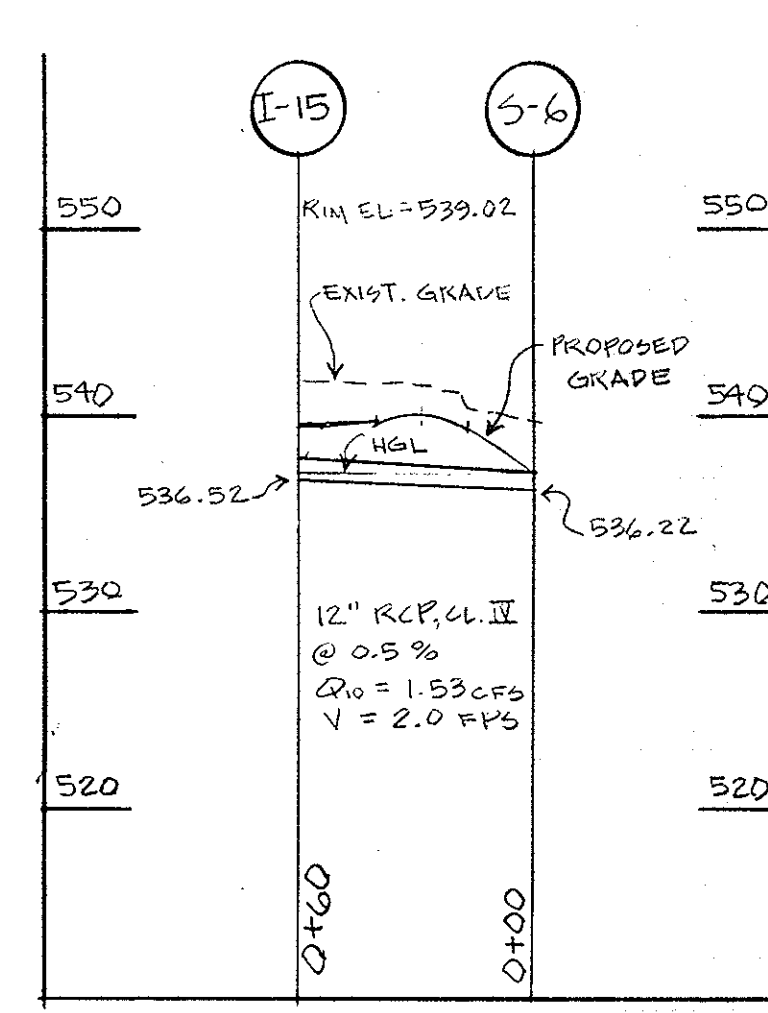 I-15
S-6
550
RIM EL=539.02
550
EXIST. GRADE
PROPOSED
GRADE
540
540
HGL
536.52
536.22
530
530
12" RCP, CL. IV
@ 0.5 %
Q10 = 1.53 CFS
V = 2.0 FPS
520
520
0+60
0+00